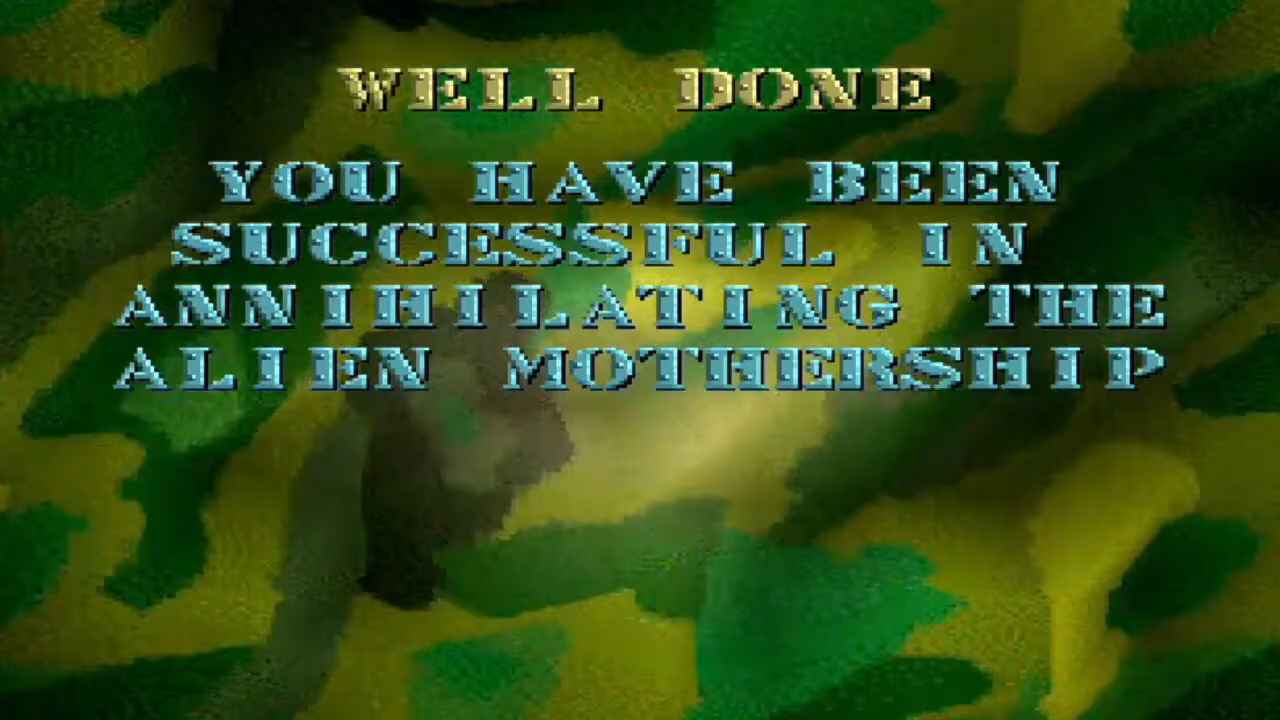 WELL DONE
YOU HAVE BEEN
SUCCESSFUL IN
ANNIHILATING THE
ALIEN MOTHERSHIP